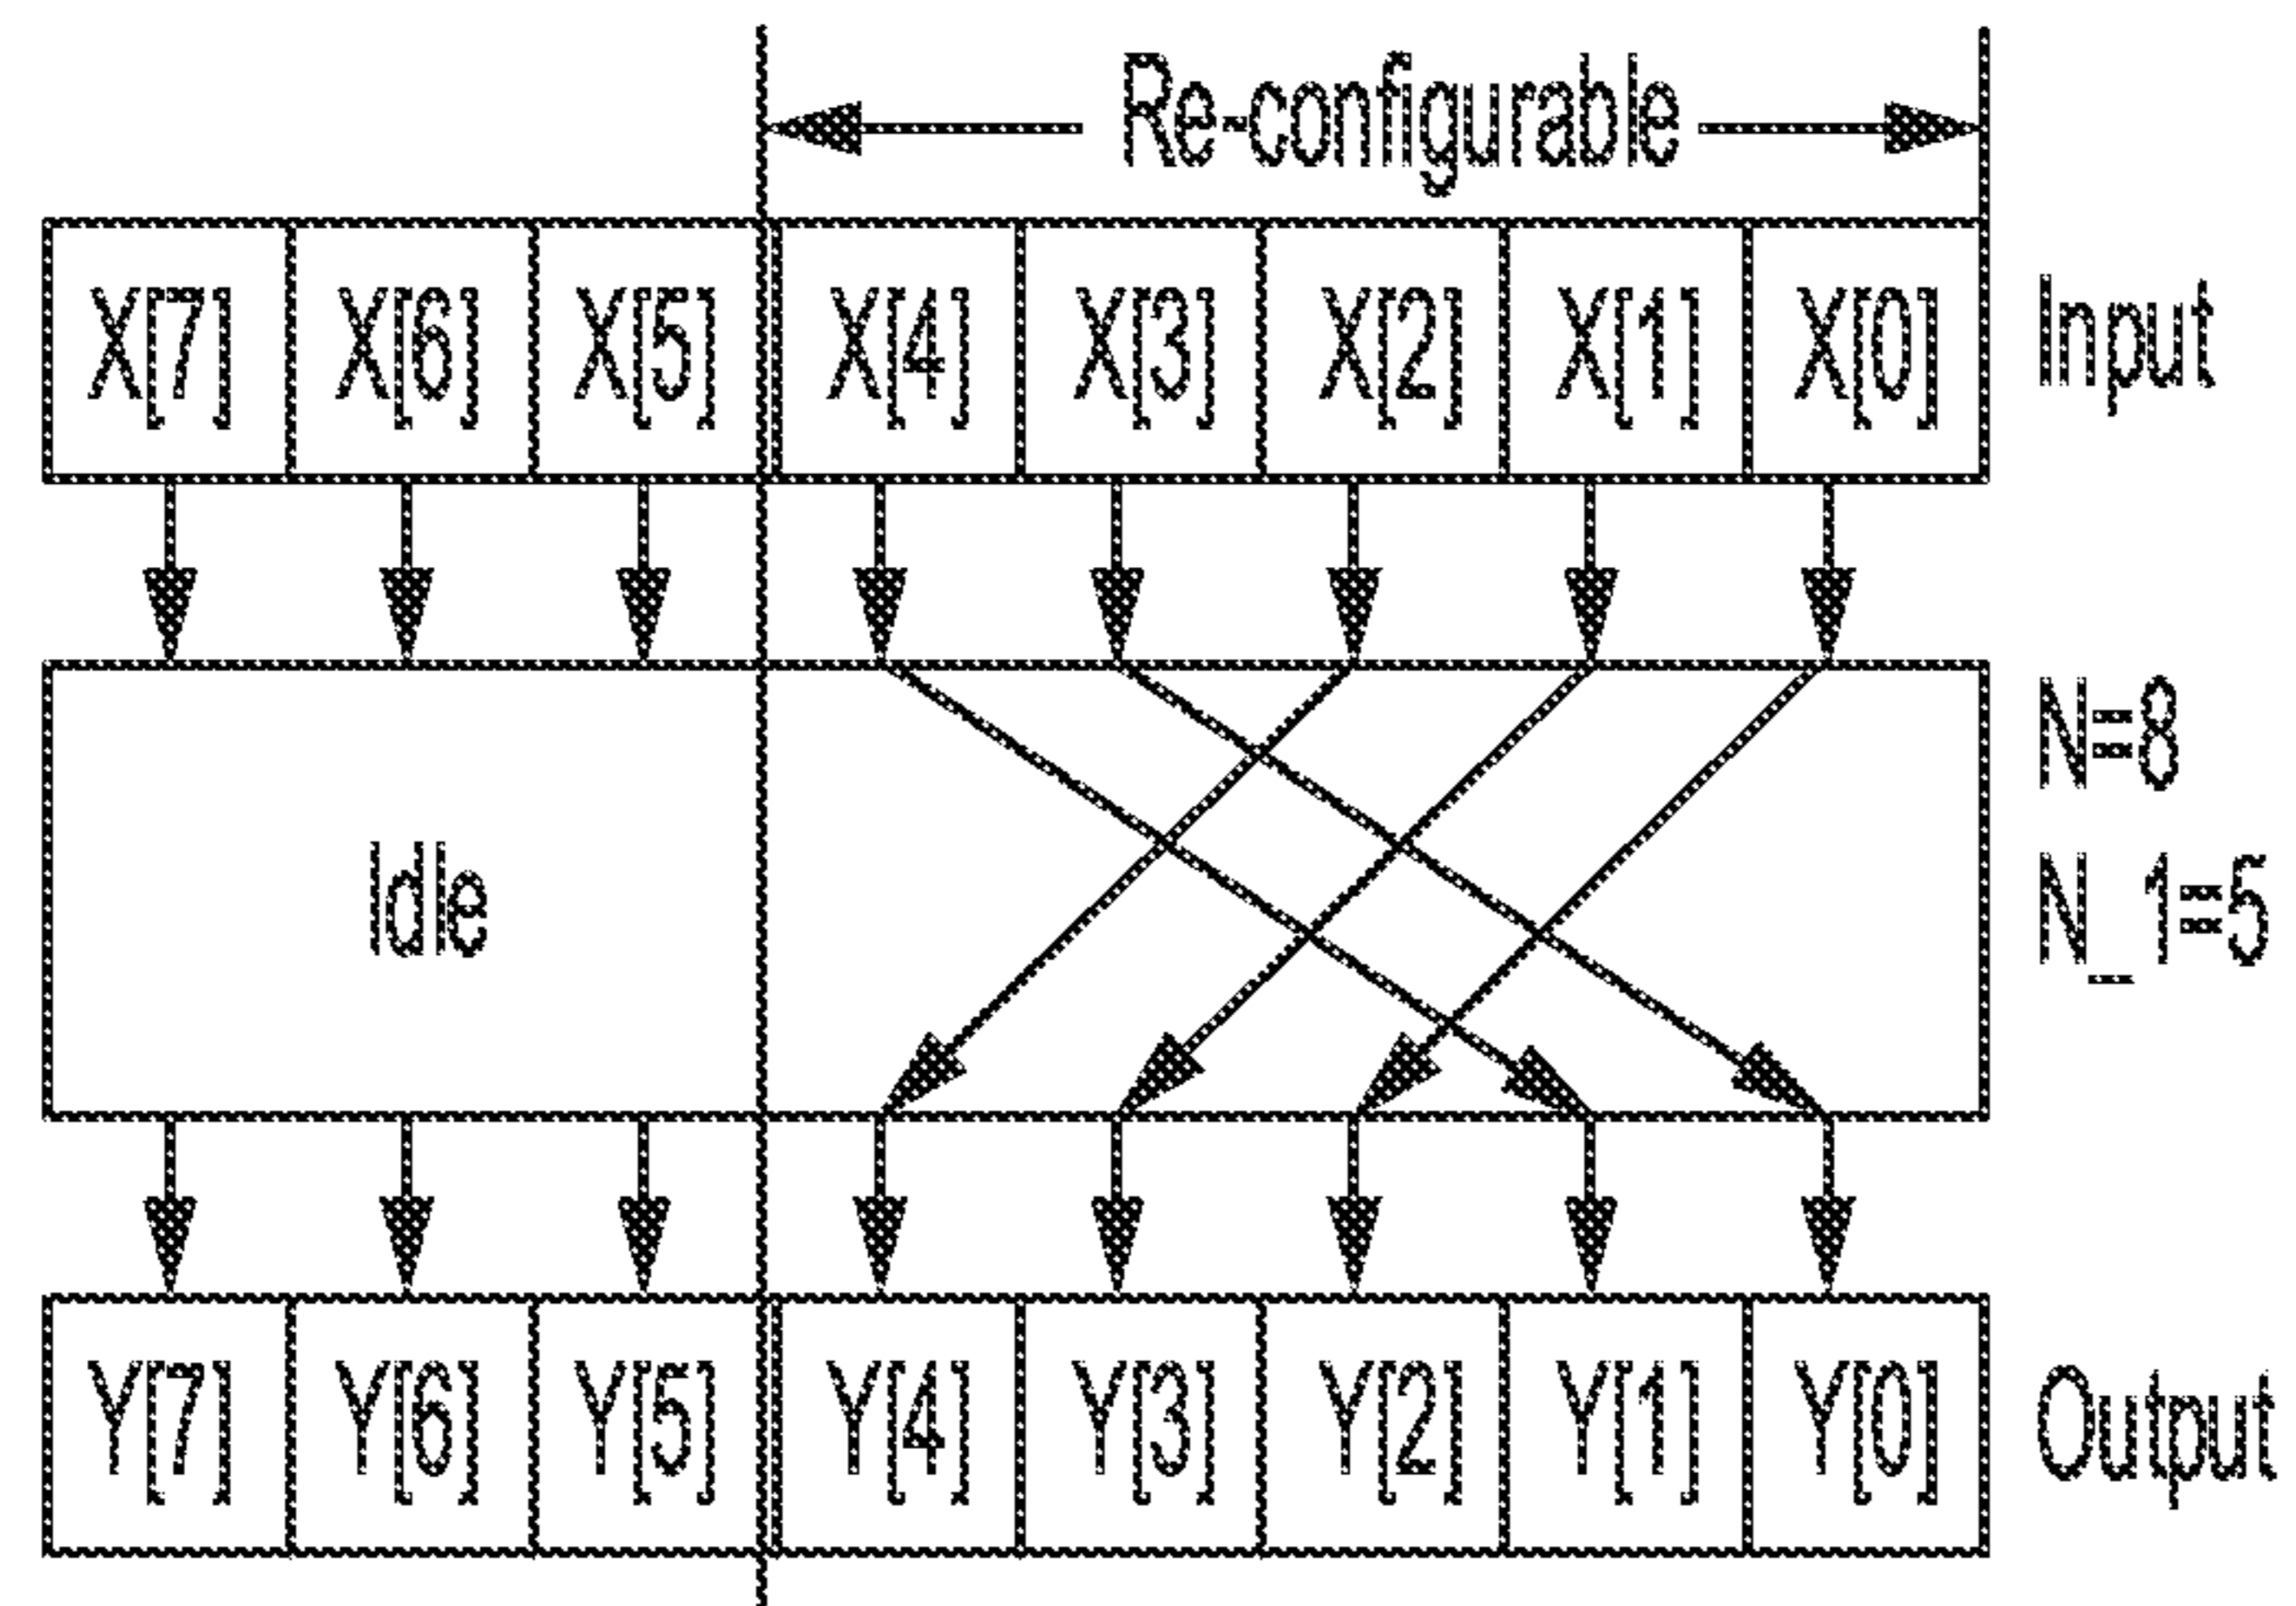 Re-configurable
X[7] X[6] X[5] X[4] X[3] X[2] X[1] X[0] Input
N=8
Idle N_1=5
Y[7] Y[6] Y[5] Y[4] Y[3] Y[2] Y[1] Y[0] Output